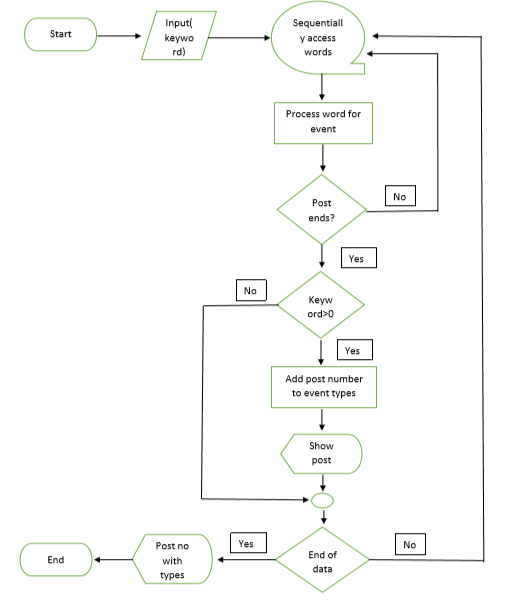 Start
Input(
keywo
rd)
Sequentiall
y access
words
Process word for
event
Post
ends?
No
Yes
No
Keyw
ord>0
Yes
Add post number
to event types
Show
post
End
Post no
with
types
Yes
End of
data
No